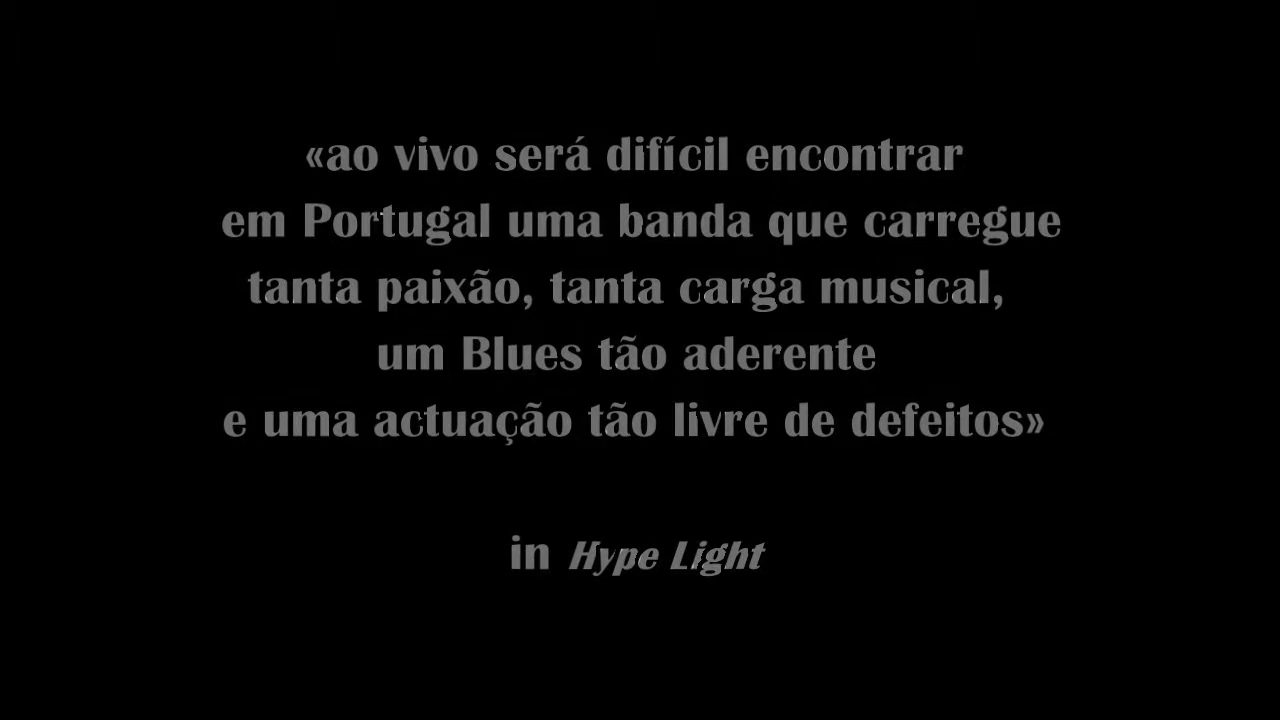 «ao vivo será difícil encontrar
em Portugal uma banda que carregue
tanta paixão, tanta carga musical,
um Blues tão aderente
e uma actuação tão livre de defeitos»
in Hype Light